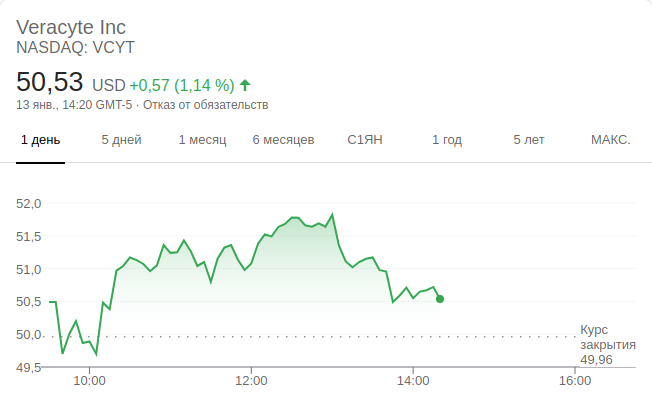 Veracyte Inc
NASDAQ: VCYT
50,53 USD +0,57 (1,14 %) ↑
13 янв., 14:20 GMT-5 · Отказ от обязательств
1 день 5 дней 1 месяц 6 месяцев С1ЯН 1 год 5 лет МАКС.
52,0
51,5
51,0
50,5
50,0
49,5
Курс
закрытия
49,96
10:00 12:00 14:00 16:00